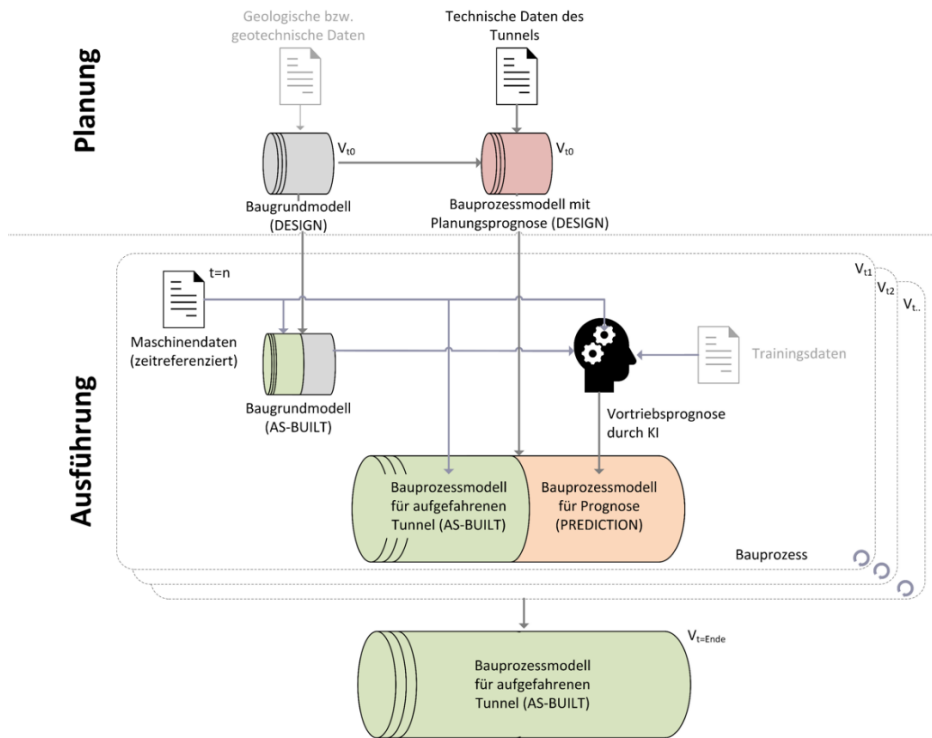 Planung
Geologische bzw.
geotechnische Daten
Technische Daten des
Tunnels
Vt0
Vt0
Baugrundmodell
(DESIGN)
Bauprozessmodell mit
Planungsprognose (DESIGN)
Ausführung
Vt1
Vt2
Vt..
t=n
Maschinendaten
(zeitreferenziert)
Trainingsdaten
Baugrundmodell
(AS-BUILT)
Vortriebsprognose
durch KI
Bauprozessmodell
für aufgefahrenen
Tunnel (AS-BUILT)
Bauprozessmodell
für Prognose
(PREDICTION)
Bauprozess
Vt=Ende
Bauprozessmodell
für aufgefahrenen
Tunnel (AS-BUILT)